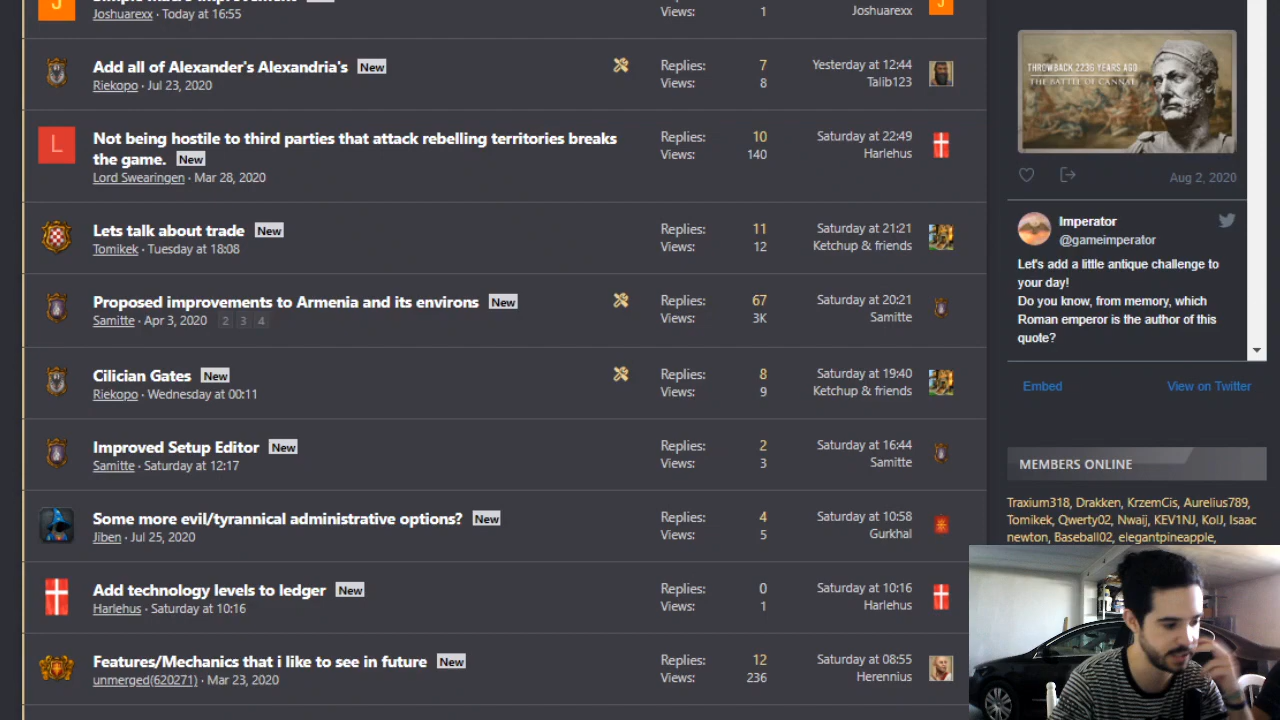 Joshuarexx · Today at 16:55
Views: 1
Joshuarexx
J
Add all of Alexander's Alexandria's New
Riekopo · Jul 23, 2020
Replies: 7
Views: 8
Yesterday at 12:44
Talib123
L
Not being hostile to third parties that attack rebelling territories breaks
the game. New
Lord Swearingen · Mar 28, 2020
Replies: 10
Views: 140
Saturday at 22:49
Harlehus
Lets talk about trade New
Tomikek · Tuesday at 18:08
Replies: 11
Views: 12
Saturday at 21:21
Ketchup & friends
Proposed improvements to Armenia and its environs New
Samitte · Apr 3, 2020 2 3 4
Replies: 67
Views: 3K
Saturday at 20:21
Samitte
Cilician Gates New
Riekopo · Wednesday at 00:11
Replies: 8
Views: 9
Saturday at 19:40
Ketchup & friends
Improved Setup Editor New
Samitte · Saturday at 12:17
Replies: 2
Views: 3
Saturday at 16:44
Samitte
Some more evil/tyrannical administrative options? New
Jiben · Jul 25, 2020
Replies: 4
Views: 5
Saturday at 10:58
Gurkhal
Add technology levels to ledger New
Harlehus · Saturday at 10:16
Replies: 0
Views: 1
Saturday at 10:16
Harlehus
Features/Mechanics that i like to see in future New
unmerged(620271) · Mar 23, 2020
Replies: 12
Views: 236
Saturday at 08:55
Herennius
THROWBACK 2236 YEARS AGO
THE BATTLE OF CANNAE
Aug 2, 2020
Imperator
@gameimperator
Let's add a little antique challenge to
your day!
Do you know, from memory, which
Roman emperor is the author of this
quote?
Embed
View on Twitter
MEMBERS ONLINE
Traxium318, Drakken, KrzemCis, Aurelius789,
Tomikek, Qwerty02, Nwaij, KEV1NJ, KolJ, Isaac
newton, Baseball02, elegantpineapple,